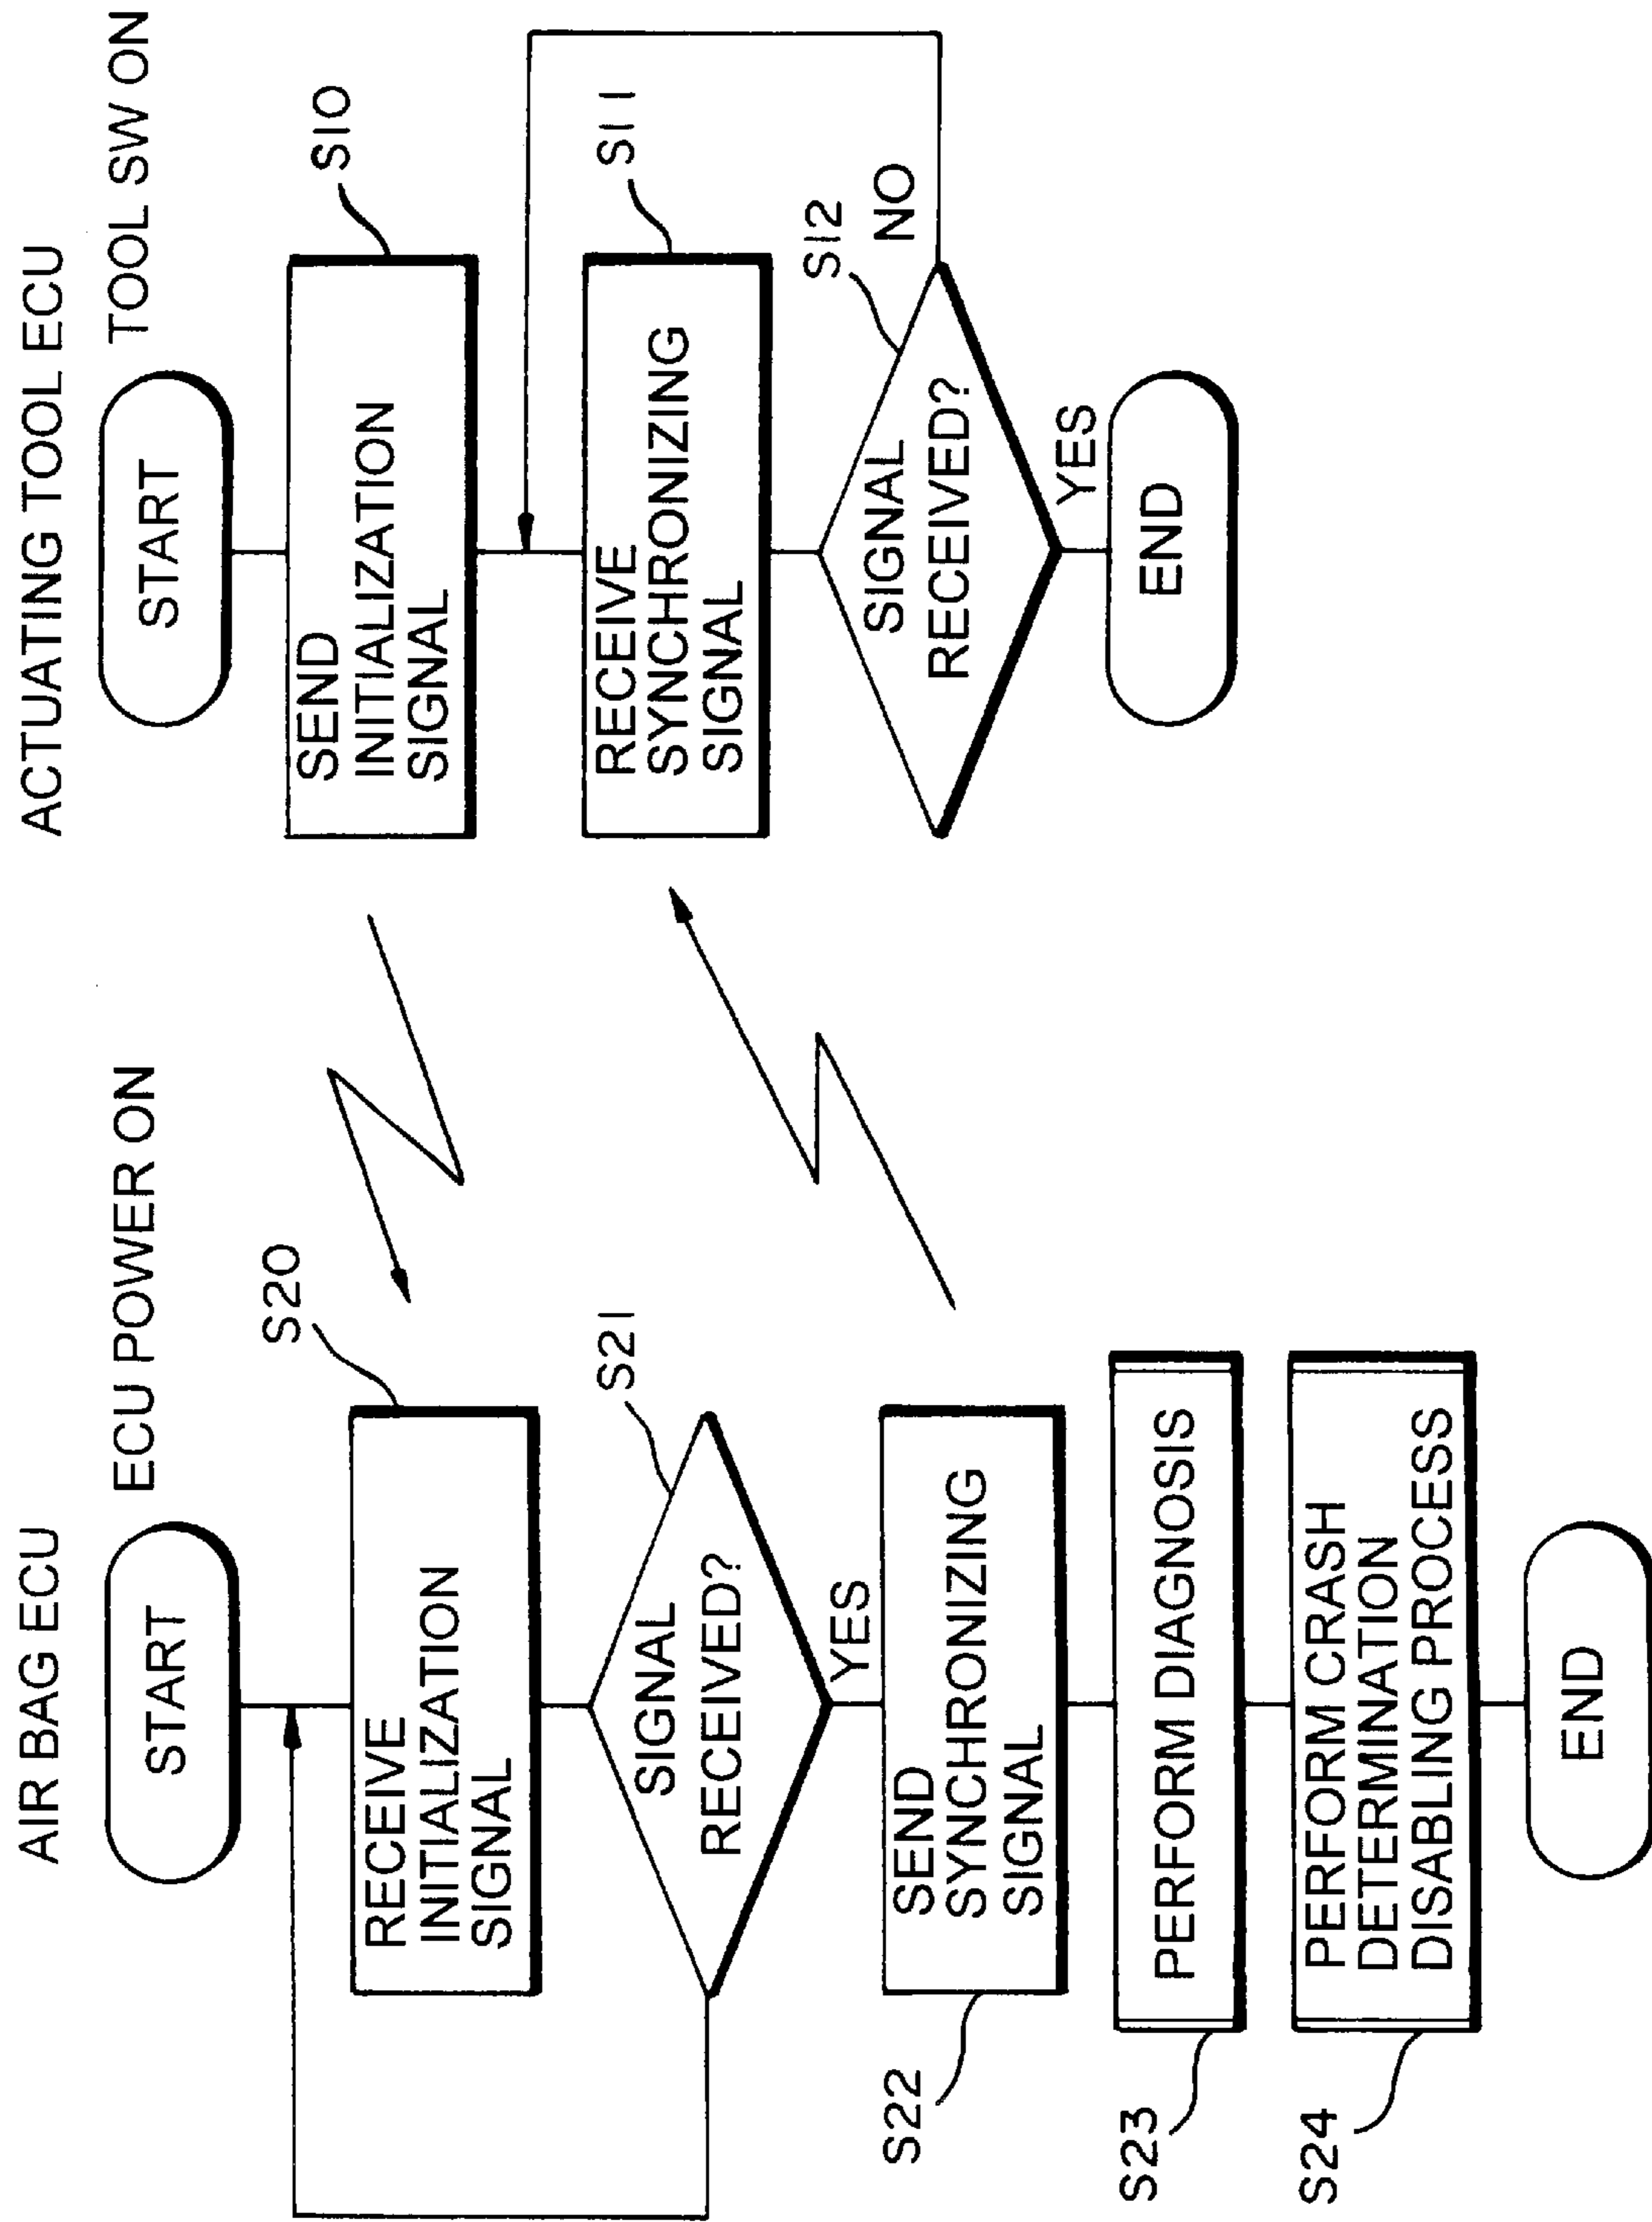 AIR BAG ECU
START
ECU POWER ON
S20
RECEIVE
INITIALIZATION
SIGNAL
S21
SIGNAL
RECEIVED?
YES
S22
SEND
SYNCHRONIZING
SIGNAL
S23
PERFORM DIAGNOSIS
S24
PERFORM CRASH
DETERMINATION
DISABLING PROCESS
END
ACTUATING TOOL ECU
START
TOOL SW ON
S10
SEND
INITIALIZATION
SIGNAL
S11
RECEIVE
SYNCHRONIZING
SIGNAL
S12
NO
SIGNAL
RECEIVED?
YES
END